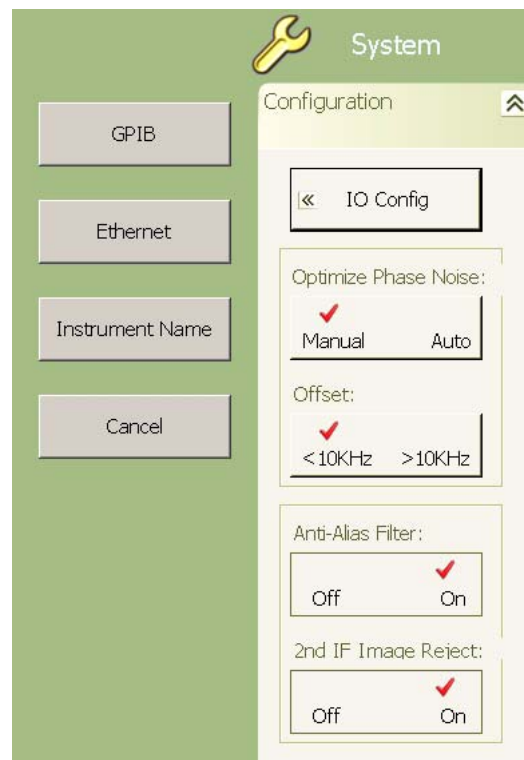 System
Configuration
GPIB
Ethernet
Instrument Name
Cancel
IO Config
Optimize Phase Noise:
Manual Auto
Offset:
<10KHz >10KHz
Anti-Alias Filter:
Off On
2nd IF Image Reject:
Off On